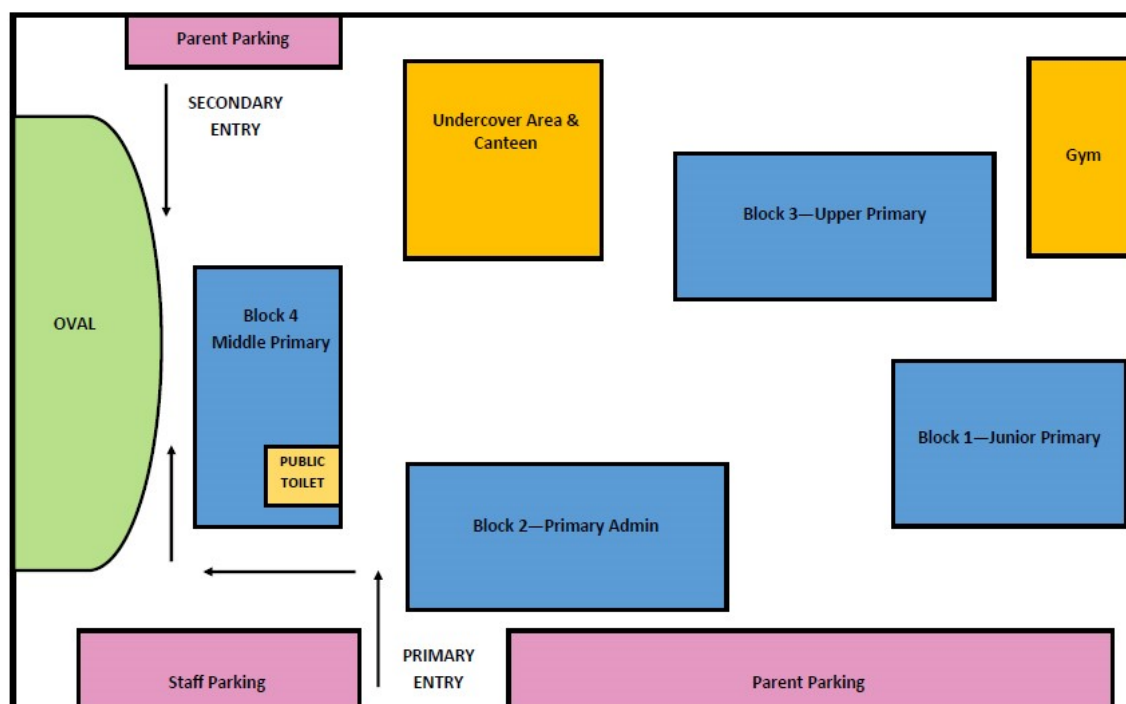 Parent Parking
SECONDARY
ENTRY
Undercover Area &
Canteen
Gym
Block 3—Upper Primary
OVAL
Block 4
Middle Primary
Block 1—Junior Primary
PUBLIC
TOILET
Block 2—Primary Admin
PRIMARY
ENTRY
Staff Parking
Parent Parking